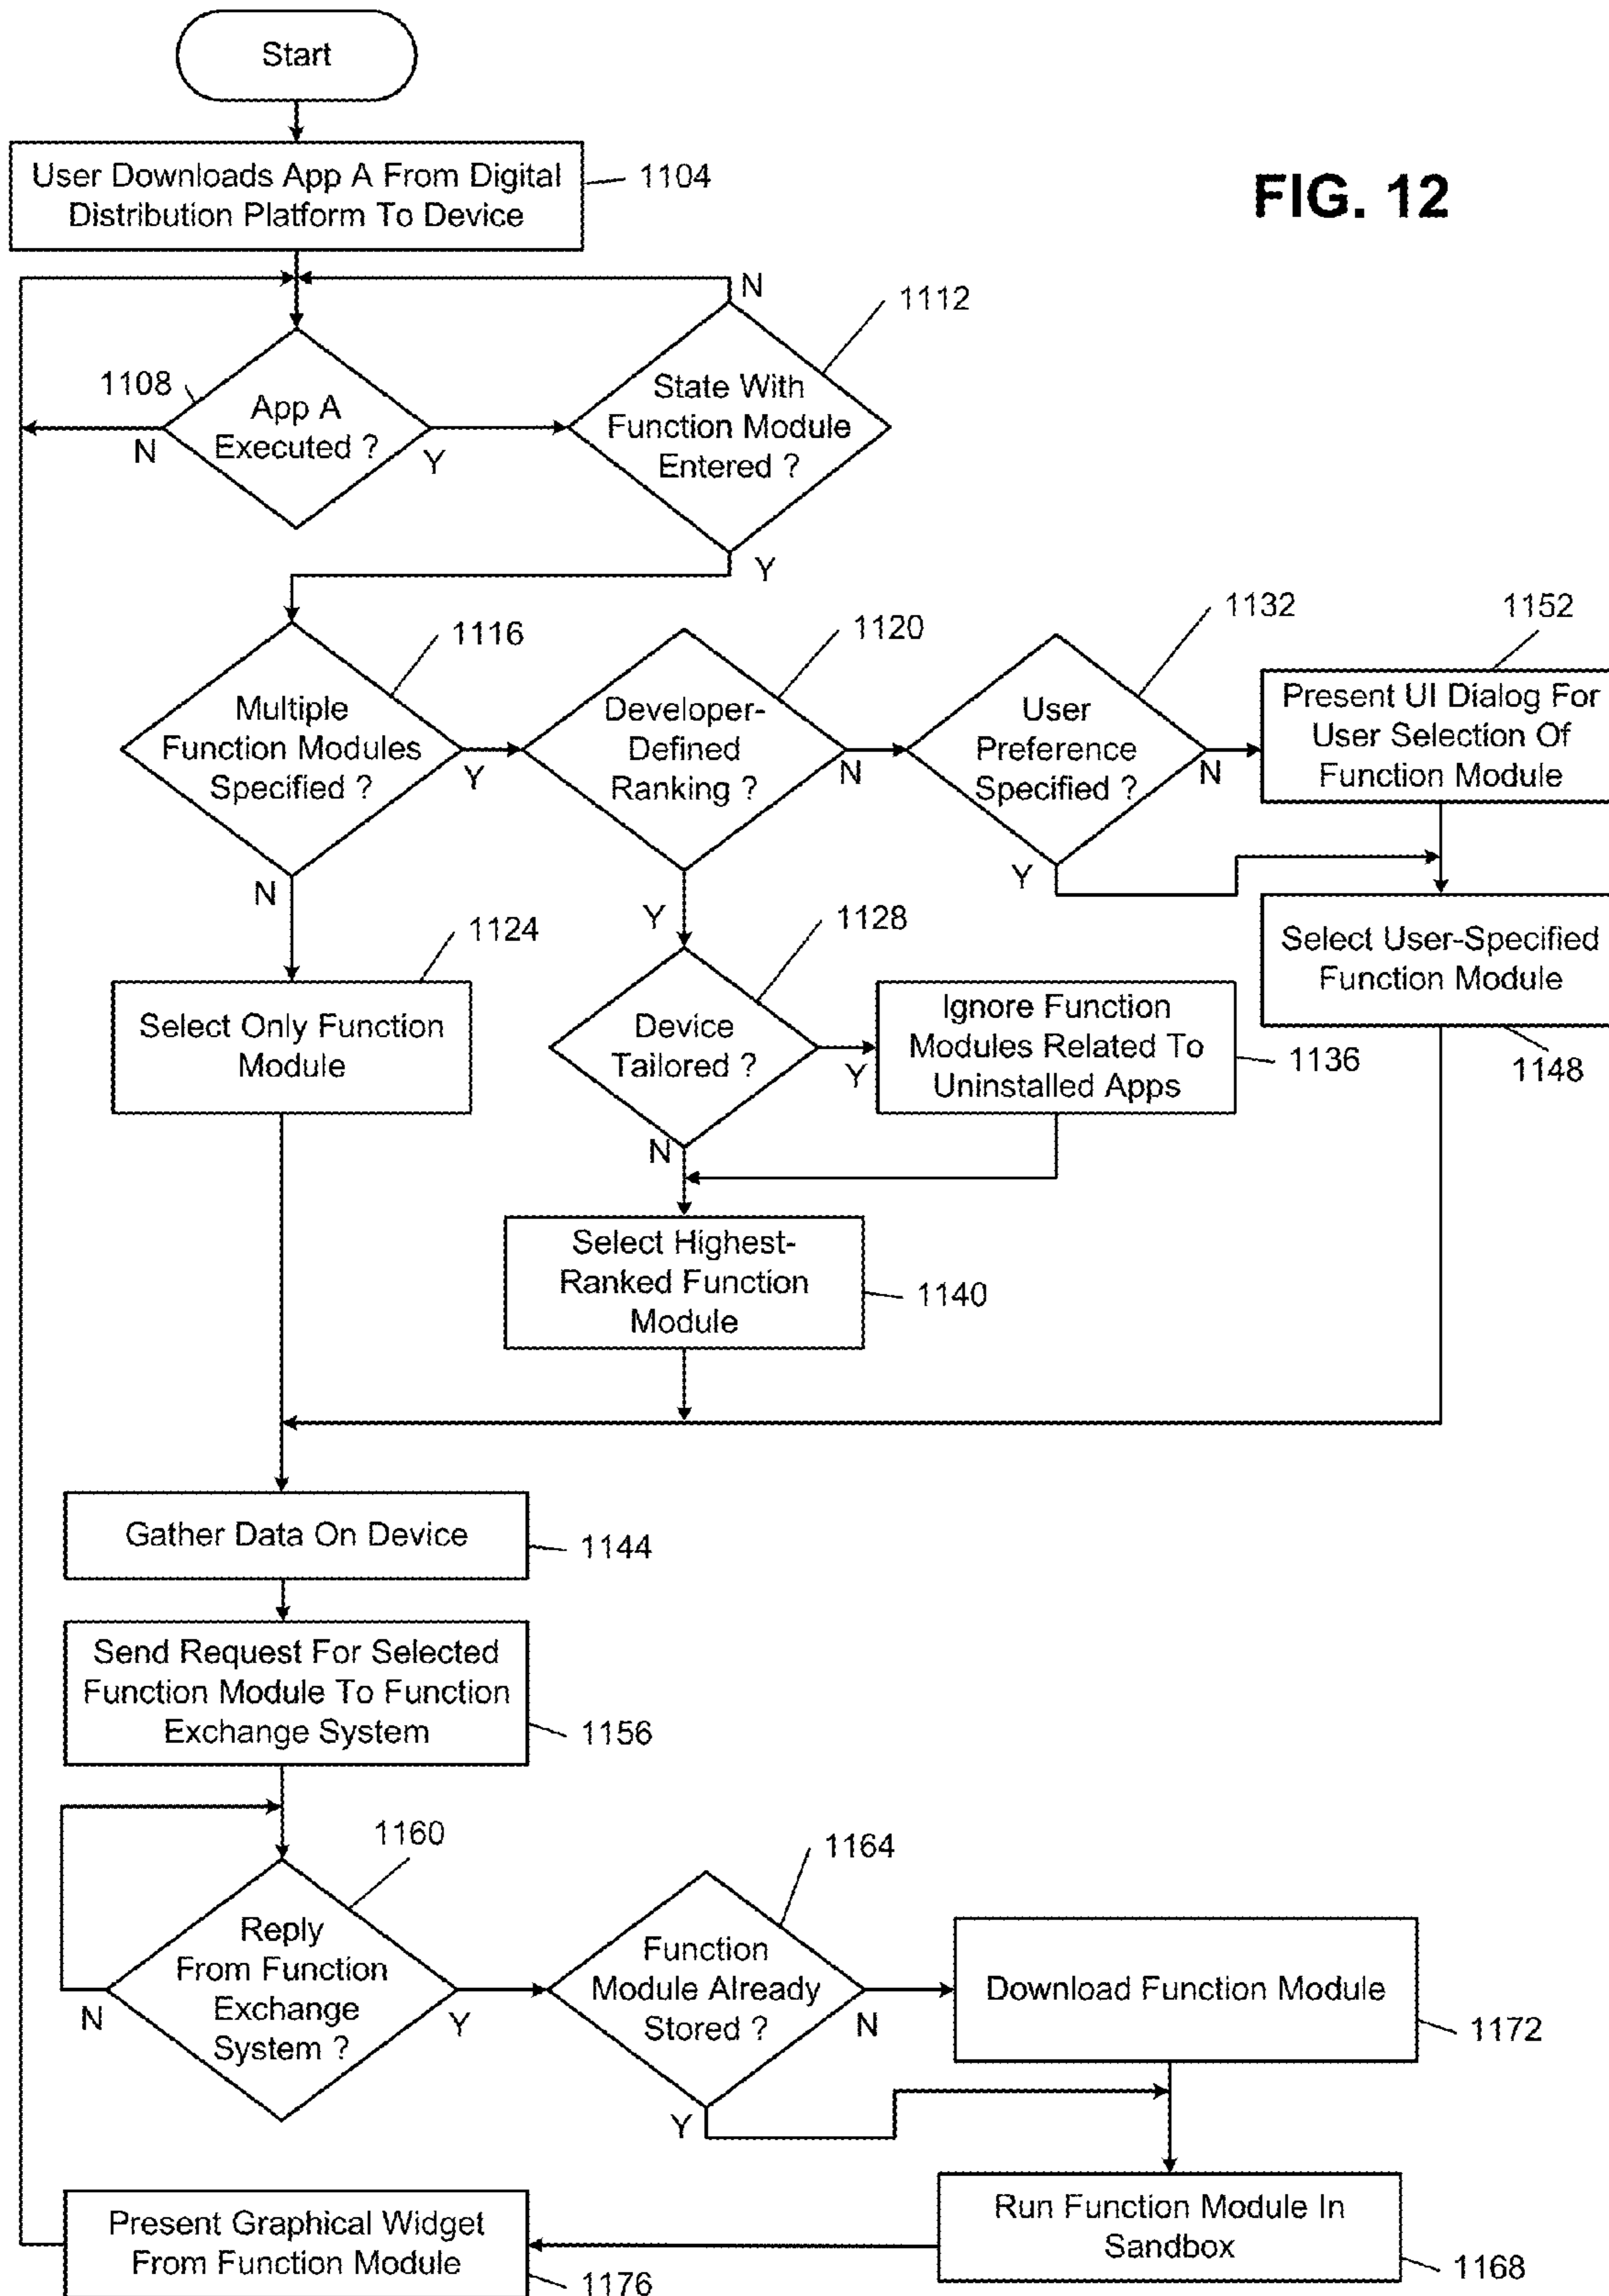 Start
User Downloads App A From Digital
Distribution Platform To Device
1104
FIG. 12
N
1112
1108
App A
Executed ?
N
Y
State With
Function Module
Entered ?
Y
1116
1120
1132
1152
Multiple
Function Modules
Specified ?
Y
N
Developer-
Defined
Ranking ?
N
Y
User
Preference
Specified ?
N
Y
Present UI Dialog For
User Selection Of
Function Module
1124
1128
Select User-Specified
Function Module
1148
Select Only Function
Module
Device
Tailored ?
Y
N
Ignore Function
Modules Related To
Uninstalled Apps
1136
Select Highest-
Ranked Function
Module
1140
Gather Data On Device
1144
Send Request For Selected
Function Module To Function
Exchange System
1156
1160
1164
Reply
From Function
Exchange
System ?
N
Y
Function
Module Already
Stored ?
N
Y
Download Function Module
1172
Run Function Module In
Sandbox
1168
Present Graphical Widget
From Function Module
1176